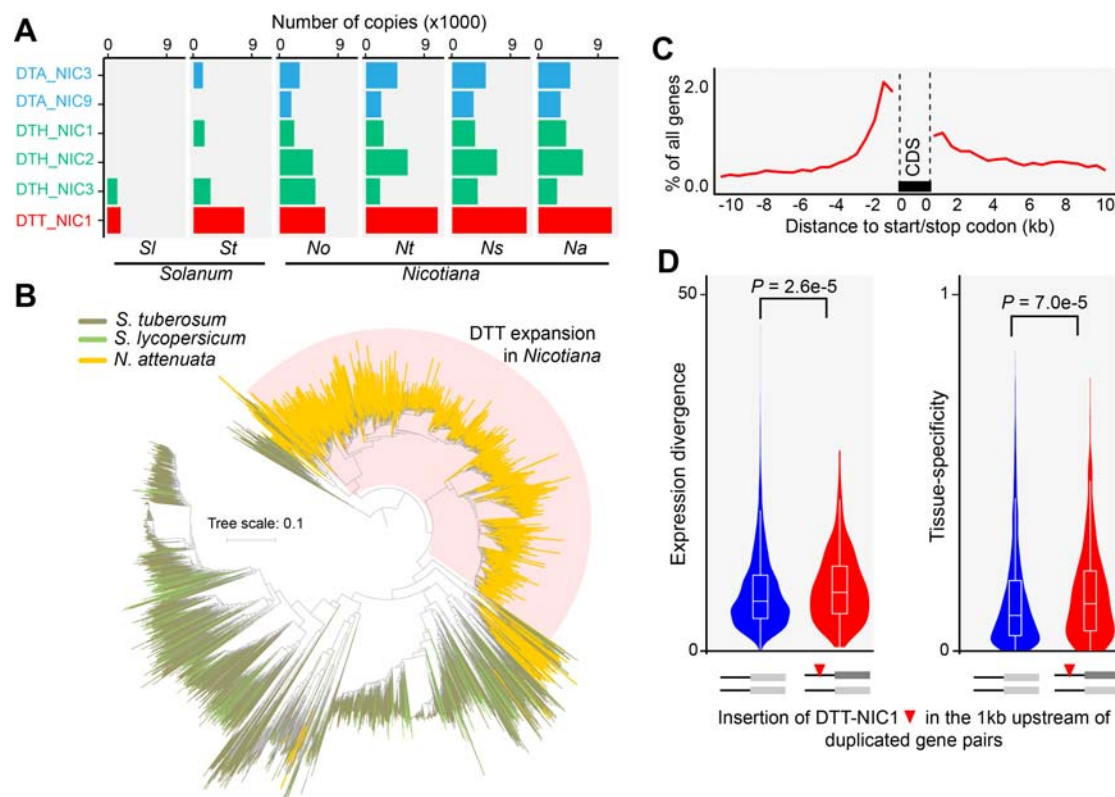 A
Number of copies (x1000)
0 9 0 9 0 9 0 9 0 9 0 9
DTA_NIC3
DTA_NIC9
DTH_NIC1
DTH_NIC2
DTH_NIC3
DTT_NIC1
Sl St No Nt Ns Na
Solanum Nicotiana
B
S. tuberosum
S. lycopersicum
N. attenuata
DTT expansion
in Nicotiana
Tree scale: 0.1
C
% of all genes
2.0
0.0
CDS
-10 -8 -6 -4 -2 0 0 2 4 6 8 10
Distance to start/stop codon (kb)
D
Expression divergence
50
0
P = 2.6e-5
Tissue-specificity
1
0
P = 7.0e-5
Insertion of DTT-NIC1 in the 1kb upstream of
duplicated gene pairs